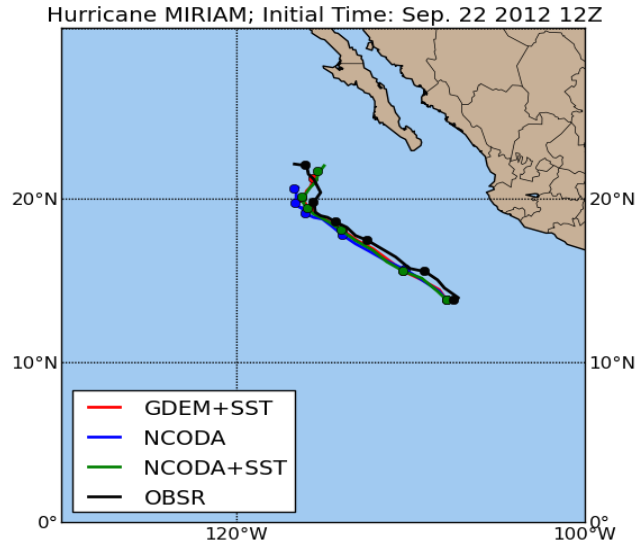 Hurricane MIRIAM; Initial Time: Sep. 22 2012 12Z
20°N
20°N
10°N
10°N
GDEM+SST
NCODA
NCODA+SST
OBSR
0°
0°
120°W
100°W